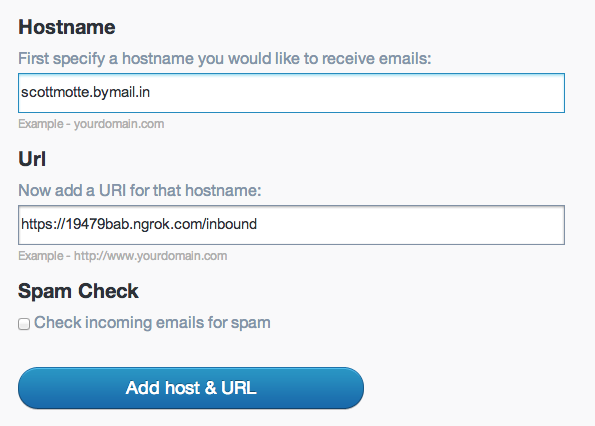 Hostname
First specify a hostname you would like to receive emails:
scottmotte.bymail.in
Example - yourdomain.com
Url
Now add a URI for that hostname:
https://19479bab.ngrok.com/inbound
Example - http://www.yourdomain.com
Spam Check
Check incoming emails for spam
Add host & URL